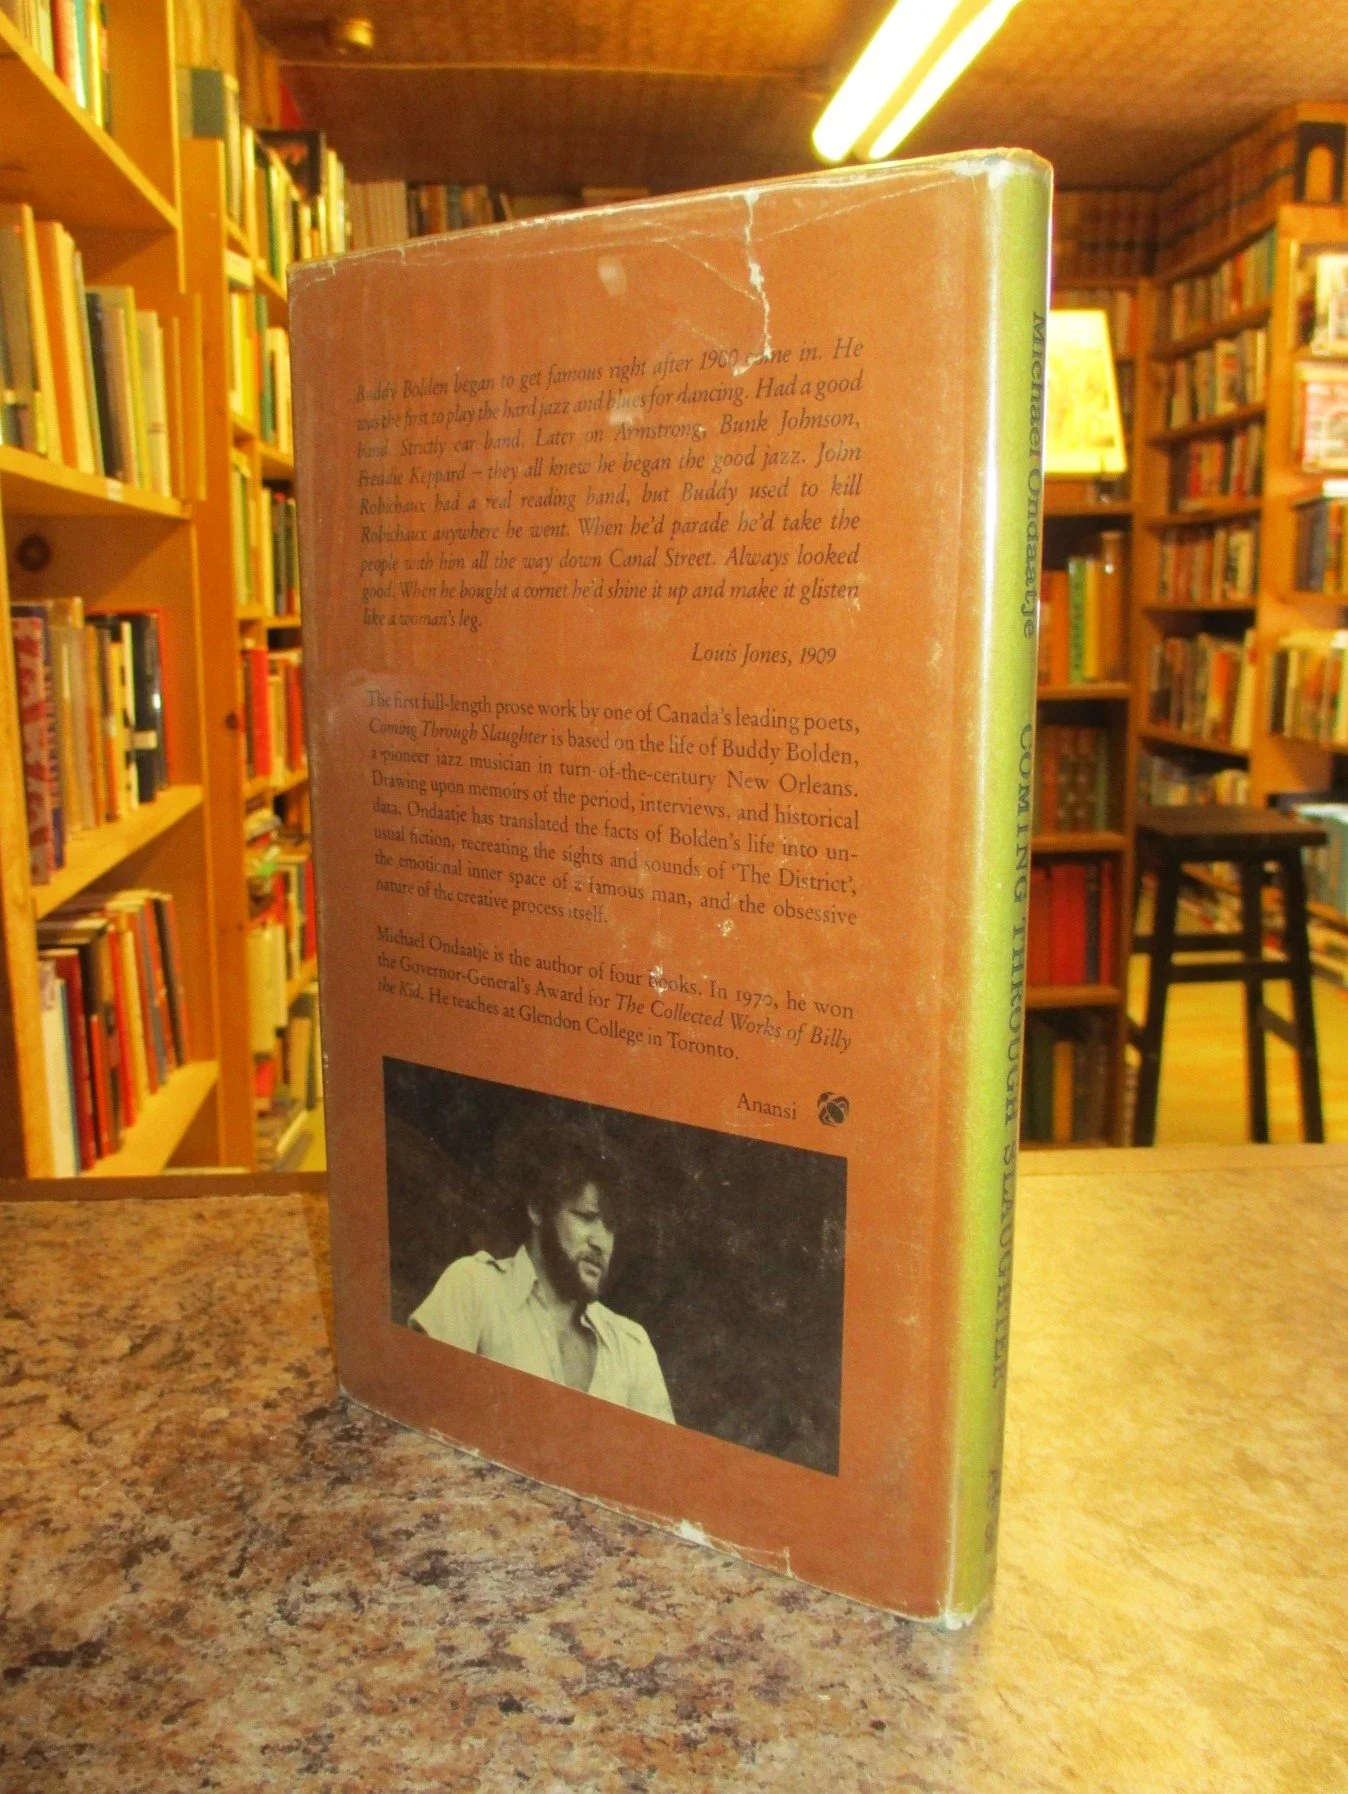 Buddy Bolden began to get famous right after 1900 came in. He
was the first to play the hard jazz and blues for dancing. Had a good
band. Strictly ear band. Later on Armstrong, Bunk Johnson,
Freddie Keppard – they all knew he began the good jazz. John
Robichaux had a real reading band, but Buddy used to kill
Robichaux anywhere he went. When he'd parade he'd take the
people with him all the way down Canal Street. Always looked
good. When he bought a cornet he'd shine it up and make it glisten
like a woman's leg.
Louis Jones, 1909
The first full-length prose work by one of Canada's leading poets,
Coming Through Slaughter is based on the life of Buddy Bolden,
a pioneer jazz musician in turn-of-the-century New Orleans.
Drawing upon memoirs of the period, interviews, and historical
data, Ondaatje has translated the facts of Bolden's life into un-
usual fiction, recreating the sights and sounds of 'The District',
the emotional inner space of a famous man, and the obsessive
nature of the creative process itself.
Michael Ondaatje is the author of four books. In 1970, he won
the Governor-General's Award for The Collected Works of Billy
the Kid. He teaches at Glendon College in Toronto.
Anansi
Michael Ondaatje COMING THROUGH SLAUGHTER